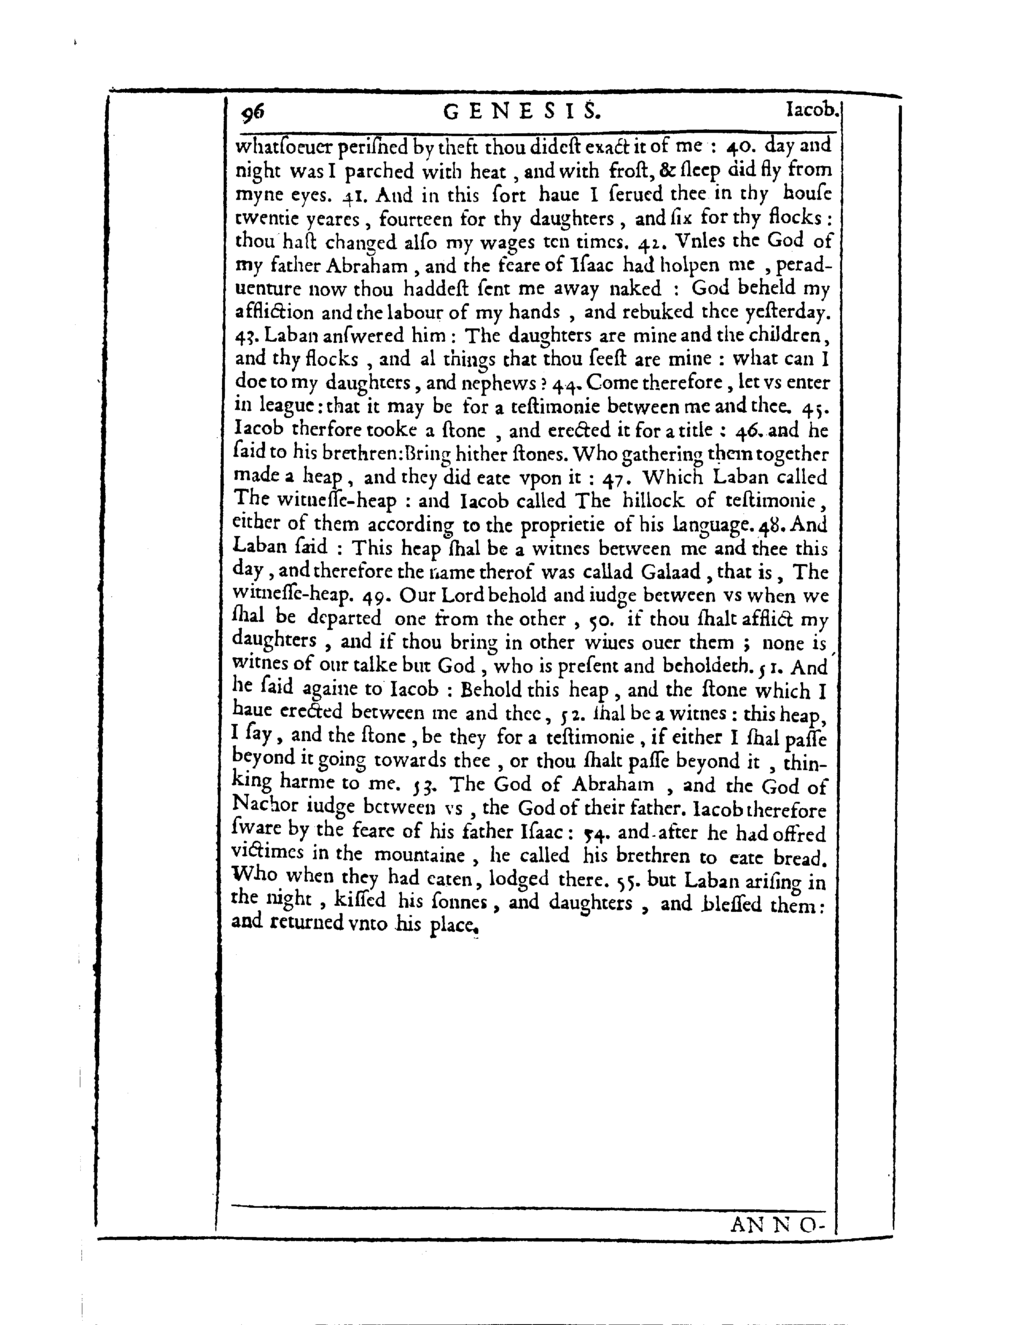 96 GENESIS. Iacob.
whatſoeuer periſhed by theft thou dideſt exact it of me : 40. day and
night was I parched with heat , and with froſt, & ſleep did fly from
myne eyes. 41. And in this ſort haue I ſerued thee in thy houſe
twentie yeares , fourteen for thy daughters , and ſix for thy flocks :
thou haſt changed alſo my wages ten times. 42. Vnles the God of
my father Abraham , and the feare of Iſaac had holpen me , perad-
uenture now thou haddeſt ſent me away naked : God beheld my
affliction and the labour of my hands , and rebuked thee yeſterday.
43. Laban anſwered him : The daughters are mine and the children,
and thy flocks , and al things that thou ſeeſt are mine : what can I
doe to my daughters , and nephews ? 44. Come therefore , let vs enter
in league : that it may be for a teſtimonie between me and thee. 45.
Iacob therfore tooke a ſtone , and erected it for a title : 46. and he
ſaid to his brethren : Bring hither ſtones. Who gathering them together
made a heap , and they did eate vpon it : 47. Which Laban called
The witneſſe-heap : and Iacob called The hillock of teſtimonie ,
either of them according to the proprietie of his language. 48. And
Laban ſaid : This heap ſhal be a witnes between me and thee this
day , and therefore the name therof was callad Galaad , that is , The
witneſſe-heap. 49. Our Lord behold and iudge between vs when we
ſhal be departed one from the other , 50. if thou ſhalt afflict my
daughters , and if thou bring in other wiues ouer them ; none is
witnes of our talke but God , who is preſent and beholdeth. 51. And
he ſaid againe to Iacob : Behold this heap , and the ſtone which I
haue erected between me and thee , 52. ſhal be a witnes : this heap,
I ſay , and the ſtone , be they for a teſtimonie , if either I ſhal paſſe
beyond it going towards thee , or thou ſhalt paſſe beyond it , thin-
king harme to me. 53. The God of Abraham , and the God of
Nachor iudge between vs , the God of their father. Iacob therefore
ſware by the feare of his father Iſaac : 54. and after he had offred
victimes in the mountaine , he called his brethren to eate bread.
Who when they had eaten, lodged there. 55. but Laban ariſing in
the night , kiſſed his ſonnes , and daughters , and bleſſed them :
and returned vnto his place.
ANNO-